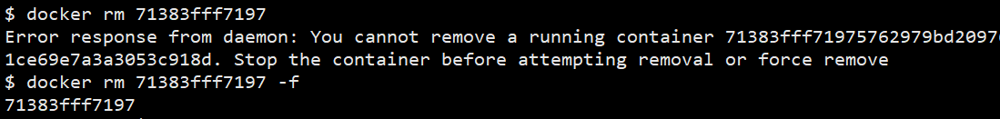 $ docker rm 71383fff7197
Error response from daemon: You cannot remove a running container 71383fff71975762979bd2097
1ce69e7a3a3053c918d. Stop the container before attempting removal or force remove
$ docker rm 71383fff7197 -f
71383fff7197